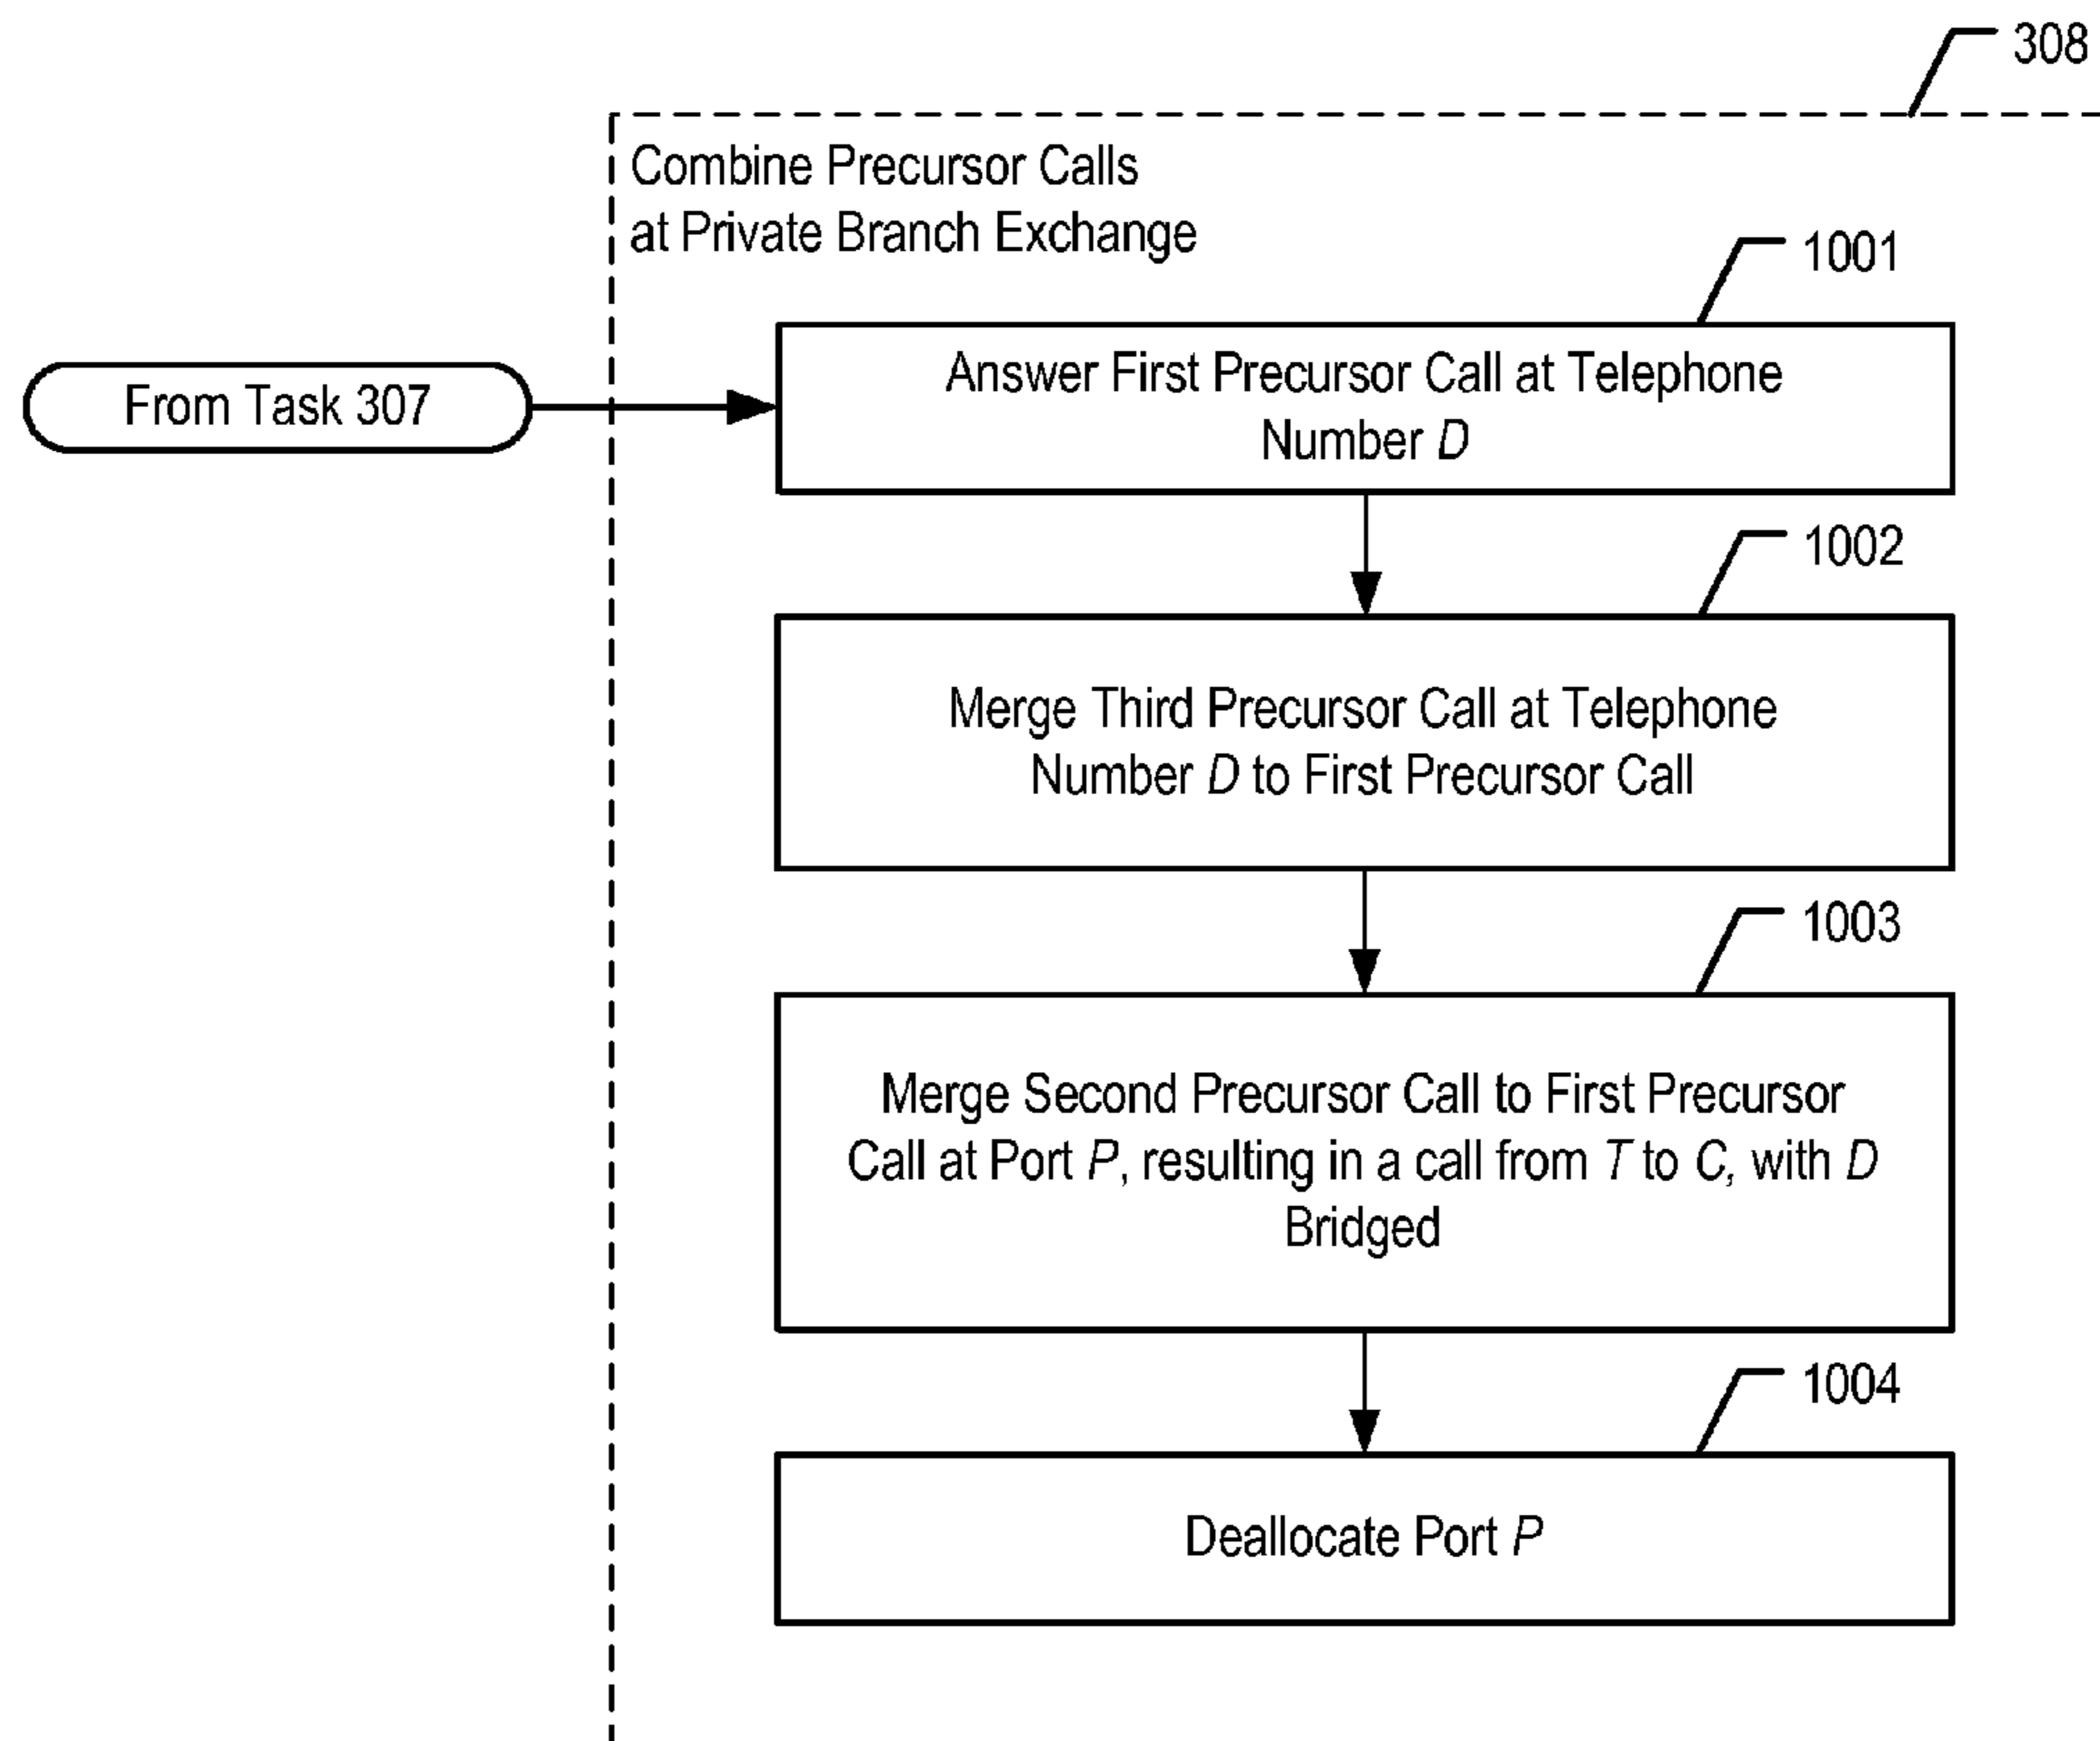 308
Combine Precursor Calls
at Private Branch Exchange
1001
From Task 307
Answer First Precursor Call at Telephone
Number D
1002
Merge Third Precursor Call at Telephone
Number D to First Precursor Call
1003
Merge Second Precursor Call to First Precursor
Call at Port P, resulting in a call from T to C, with D
Bridged
1004
Deallocate Port P